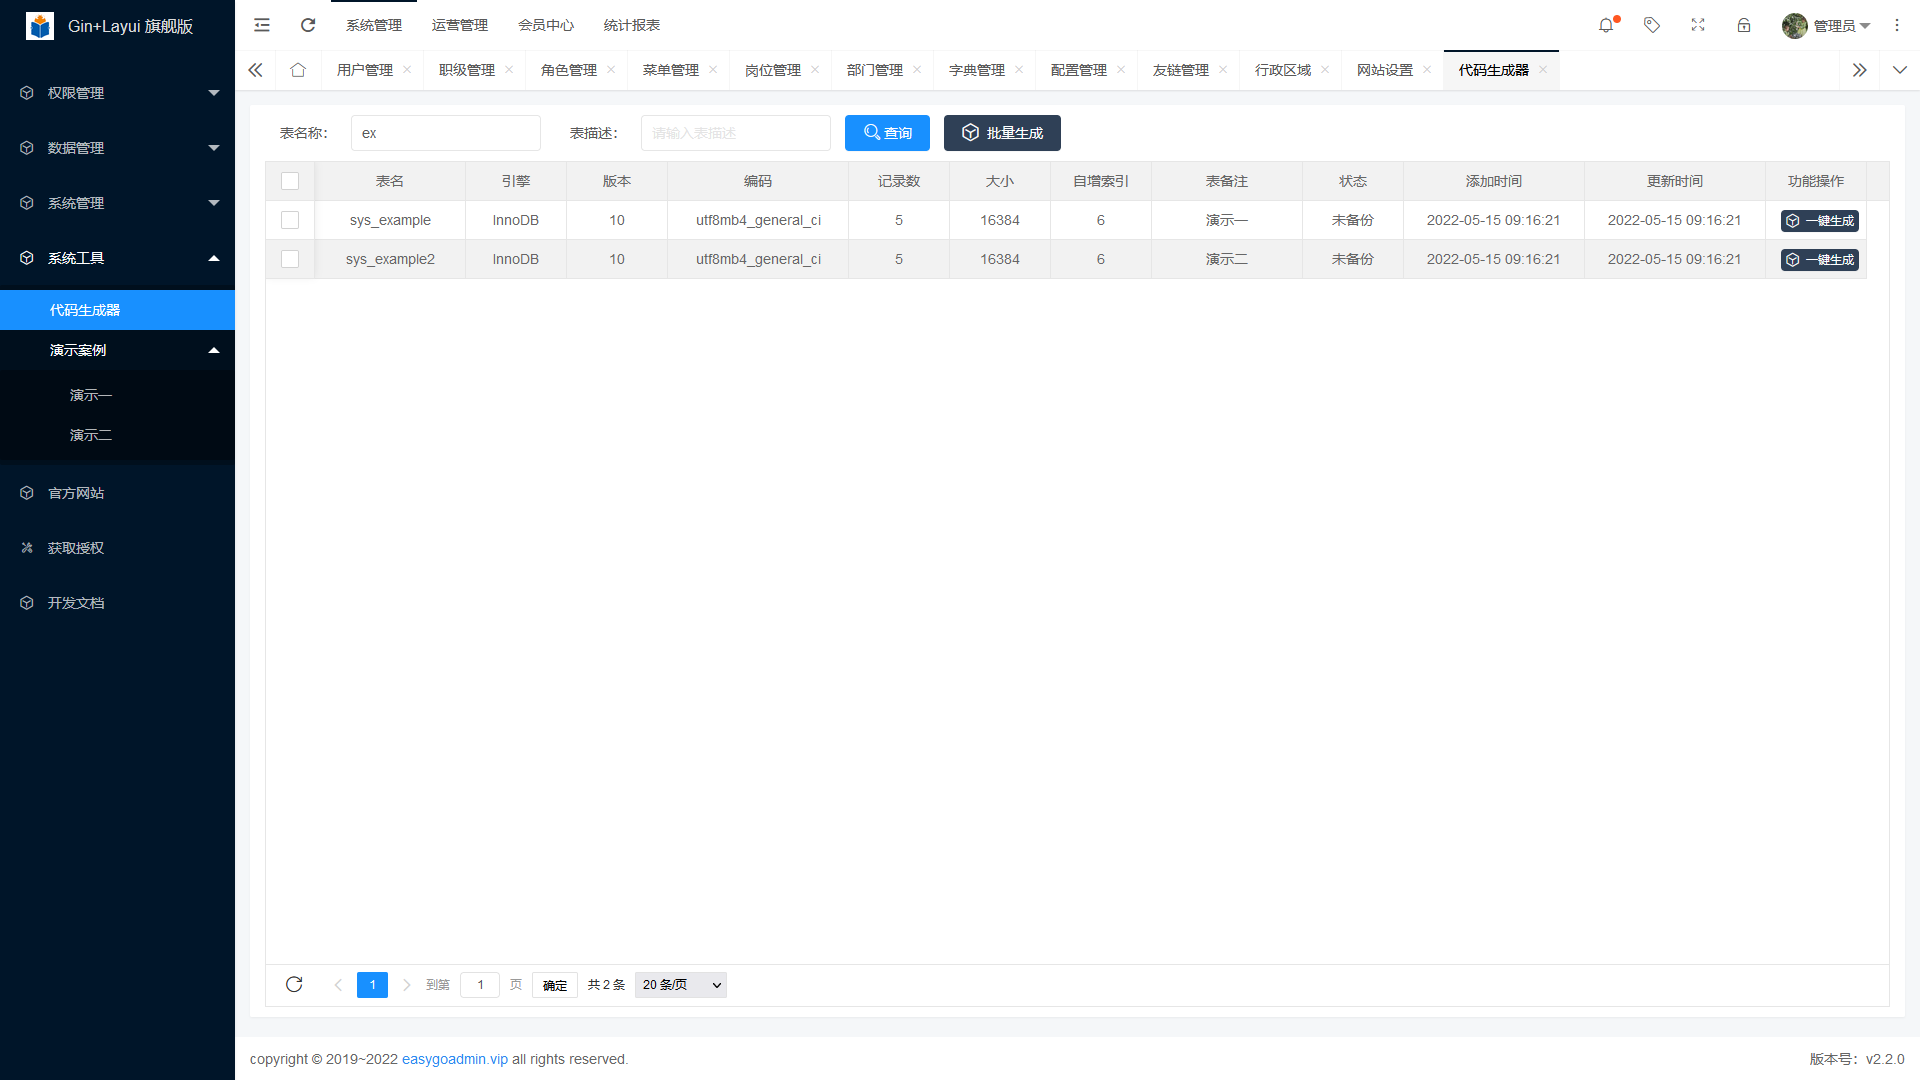 Gin+Layui 旗舰版
系统管理 运营管理 会员中心 统计报表 管理员
用户管理 职级管理 角色管理 菜单管理 岗位管理 部门管理 字典管理 配置管理 友链管理 行政区域 网站设置 代码生成器
权限管理
数据管理
系统管理
系统工具
代码生成器
演示案例
演示一
演示二
官方网站
获取授权
开发文档
表名称： ex 表描述： 请输入表描述 查询 批量生成
表名 引擎 版本 编码 记录数 大小 自增索引 表备注 状态 添加时间 更新时间 功能操作
sys_example InnoDB 10 utf8mb4_general_ci 5 16384 6 演示一 未备份 2022-05-15 09:16:21 2022-05-15 09:16:21 一键生成
sys_example2 InnoDB 10 utf8mb4_general_ci 5 16384 6 演示二 未备份 2022-05-15 09:16:21 2022-05-15 09:16:21 一键生成
1 到第 1 页 确定 共 2 条 20 条/页
copyright © 2019~2022 easygoadmin.vip all rights reserved. 版本号：v2.2.0